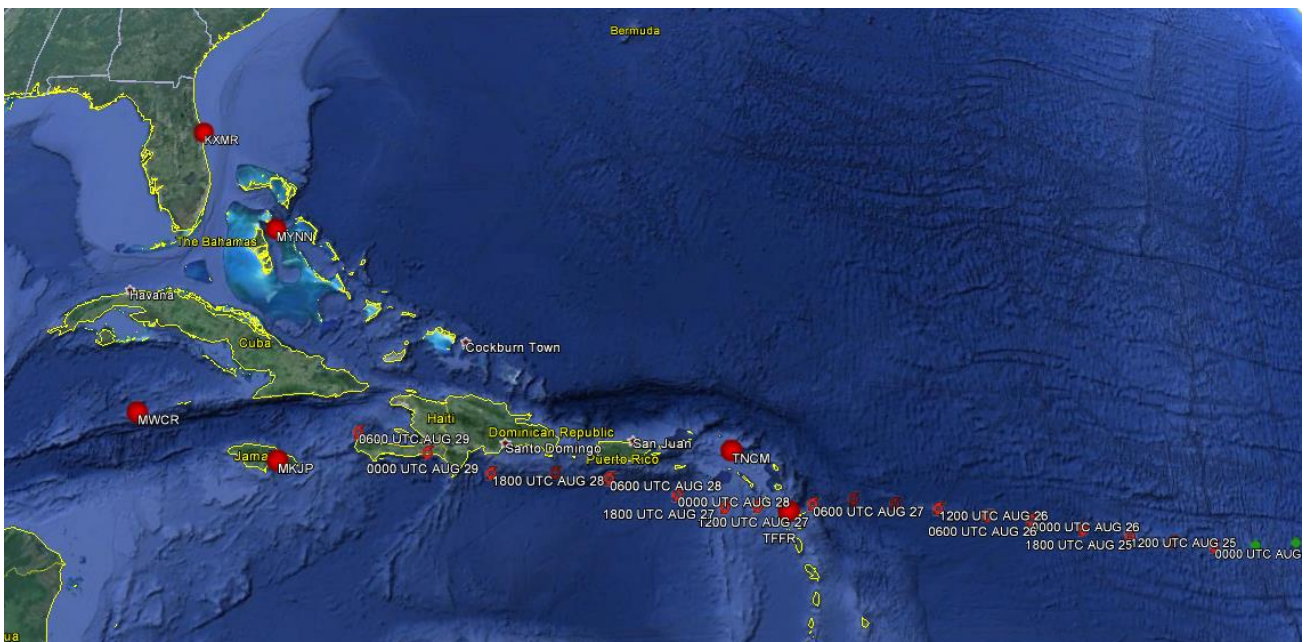 Bermuda
KXMR
The Bahamas
MYNN
Havana
Cuba
Cockburn Town
MWCR
Haiti
0600 UTC AUG 29
Dominican Republic
San Juan
Santo Domingo
Puerto Rico
Jama
MKJP
TNCM
0000 UTC AUG 29
1800 UTC AUG 28
0600 UTC AUG 28
0000 UTC AUG 28
1800 UTC AUG 27
1200 UTC AUG 27
0600 UTC AUG 27
TFFR
1200 UTC AUG 26
0600 UTC AUG 26
0000 UTC AUG 26
1800 UTC AUG 25
1200 UTC AUG 25
0000 UTC AUG
ua